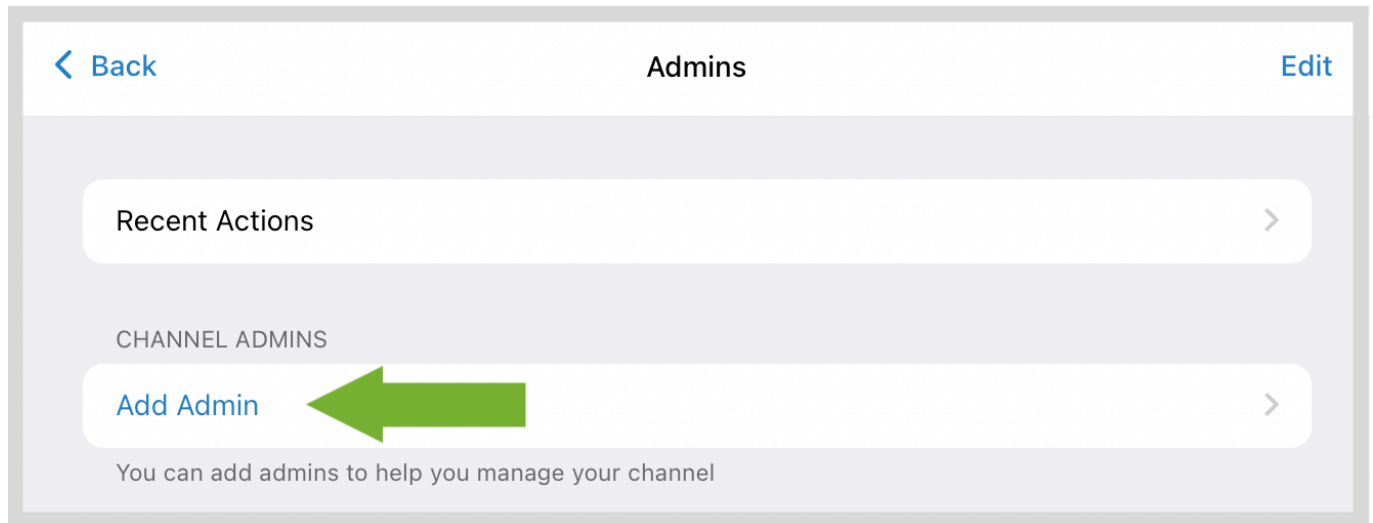 Back
Admins
Edit
Recent Actions
CHANNEL ADMINS
Add Admin
You can add admins to help you manage your channel